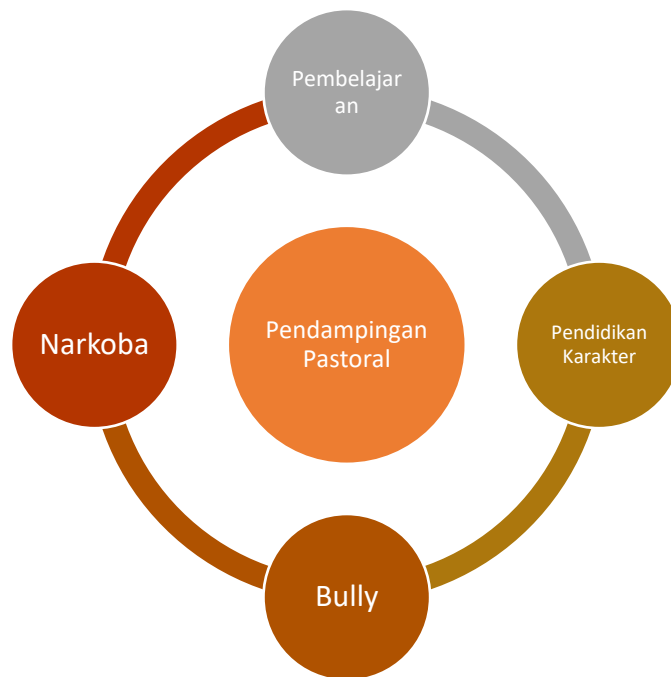 Pembelajar
an
Narkoba
Pendampingan
Pastoral
Pendidikan
Karakter
Bully